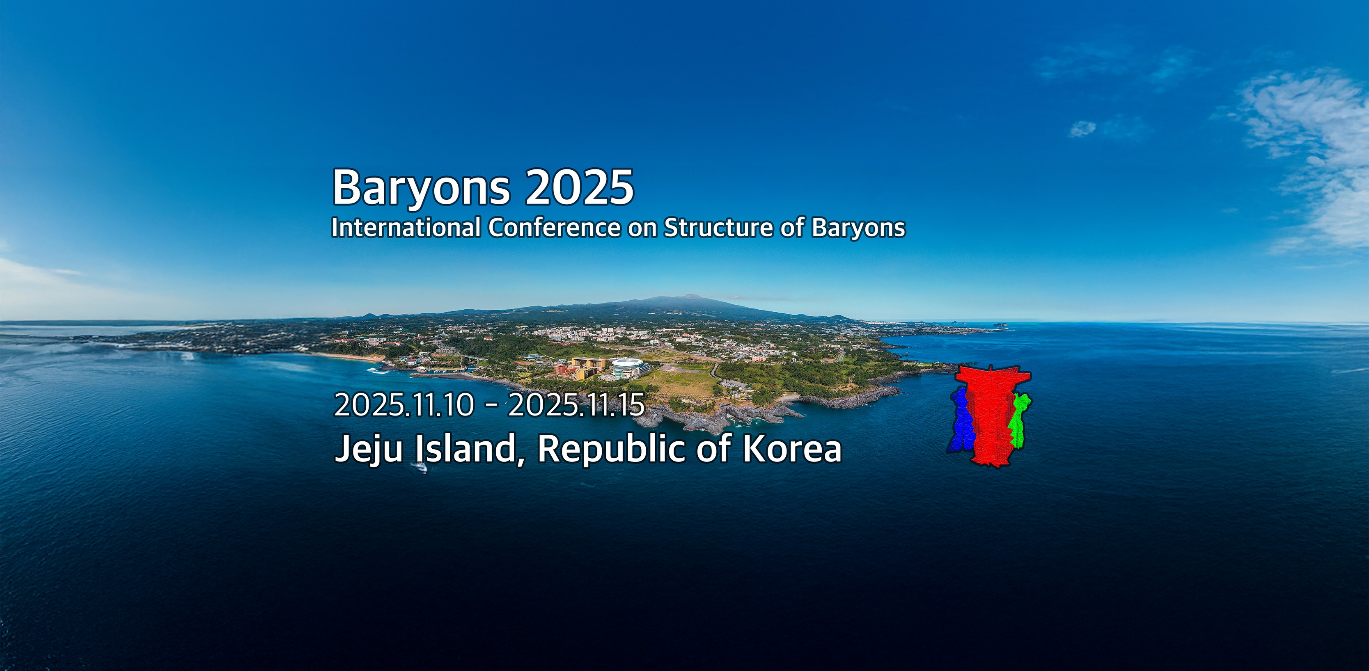 Baryons 2025
International Conference on Structure of Baryons
2025.11.10 - 2025.11.15
Jeju Island, Republic of Korea